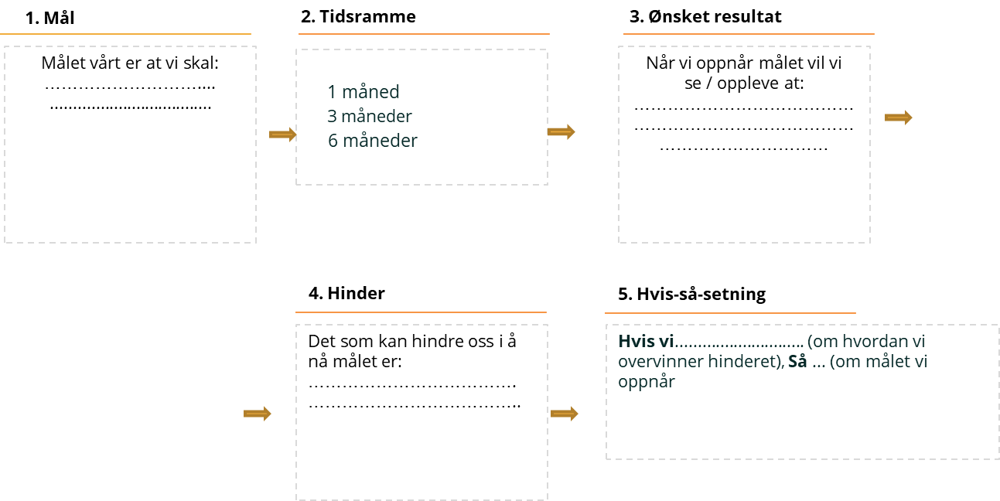 1. Mål
Målet vårt er at vi skal:
………………………....
………………………………
2. Tidsramme
1 måned
3 måneder
6 måneder
3. Ønsket resultat
Når vi oppnår målet vil vi
se / oppleve at:
…………………………………
…………………………………
…………………………
4. Hinder
Det som kan hindre oss i å
nå målet er:
……………………………….
………………………………..
5. Hvis-så-setning
Hvis vi………………………… (om hvordan vi
overvinner hinderet), Så … (om målet vi
oppnår